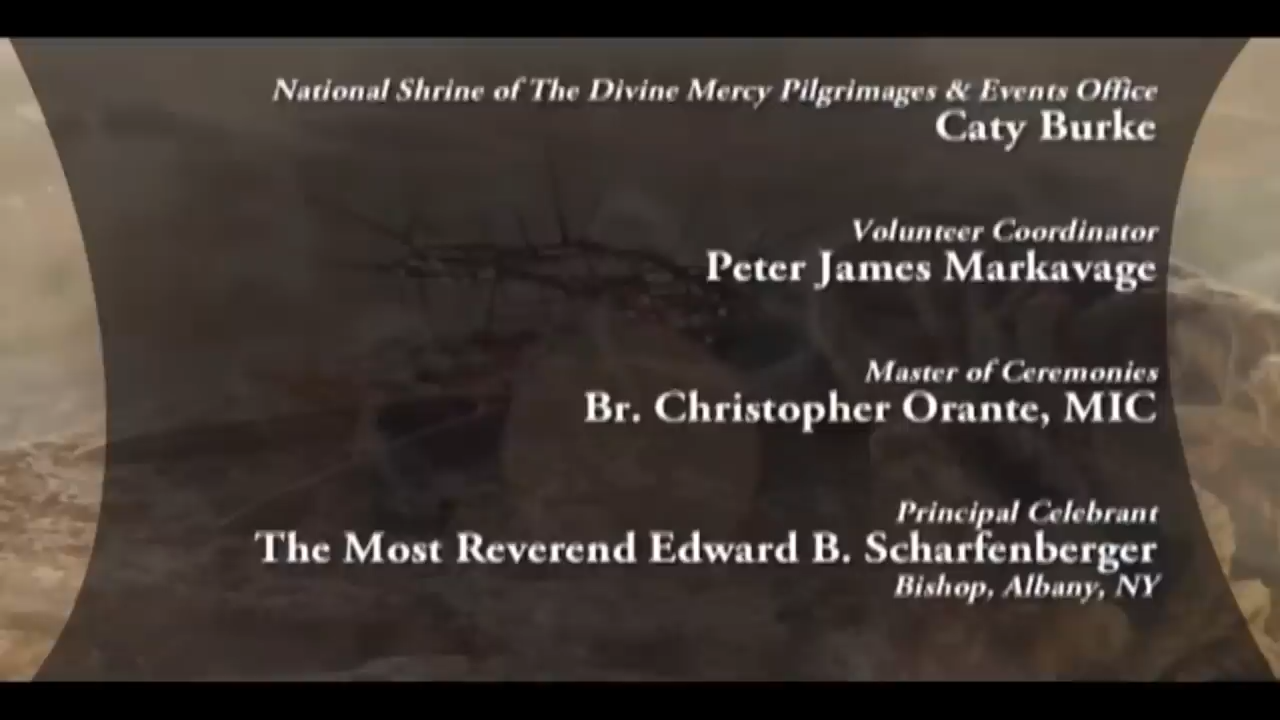 National Shrine of The Divine Mercy Pilgrimages & Events Office
Caty Burke
Volunteer Coordinator
Peter James Markavage
Master of Ceremonies
Br. Christopher Orante, MIC
Principal Celebrant
The Most Reverend Edward B. Scharfenberger
Bishop, Albany, NY